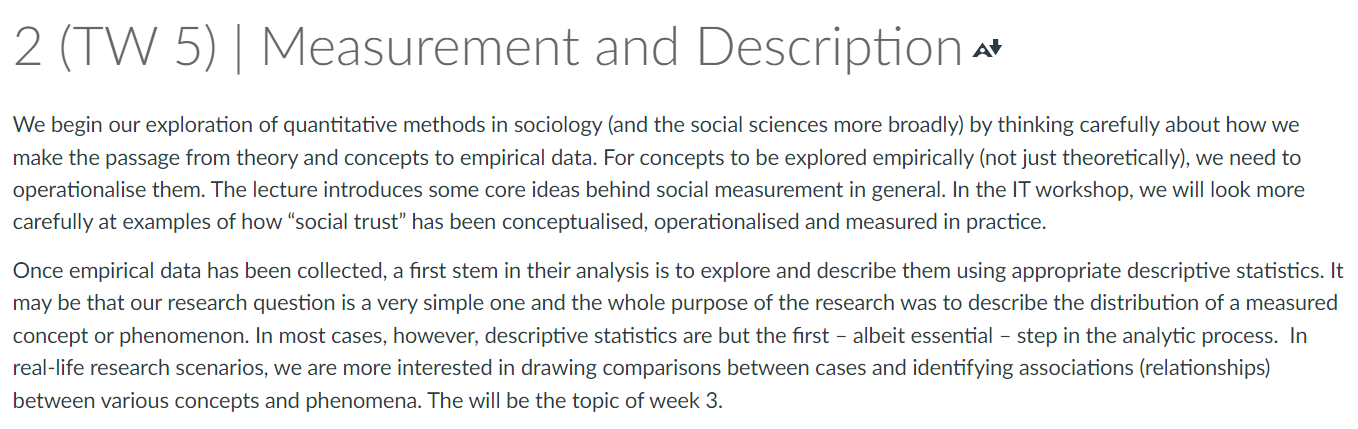 2 (TW 5) | Measurement and Description
We begin our exploration of quantitative methods in sociology (and the social sciences more broadly) by thinking carefully about how we
make the passage from theory and concepts to empirical data. For concepts to be explored empirically (not just theoretically), we need to
operationalise them. The lecture introduces some core ideas behind social measurement in general. In the IT workshop, we will look more
carefully at examples of how “social trust” has been conceptualised, operationalised and measured in practice.
Once empirical data has been collected, a first stem in their analysis is to explore and describe them using appropriate descriptive statistics. It
may be that our research question is a very simple one and the whole purpose of the research was to describe the distribution of a measured
concept or phenomenon. In most cases, however, descriptive statistics are but the first – albeit essential – step in the analytic process.  In
real-life research scenarios, we are more interested in drawing comparisons between cases and identifying associations (relationships)
between various concepts and phenomena. The will be the topic of week 3.